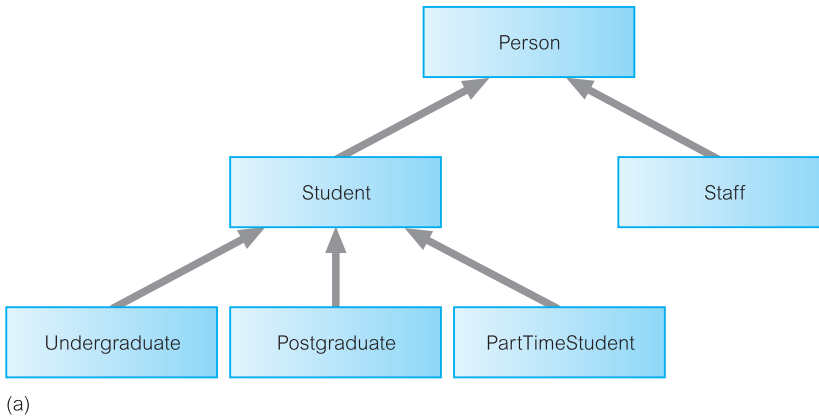 Person
Student
Staff
Undergraduate
Postgraduate
PartTimeStudent
(a)